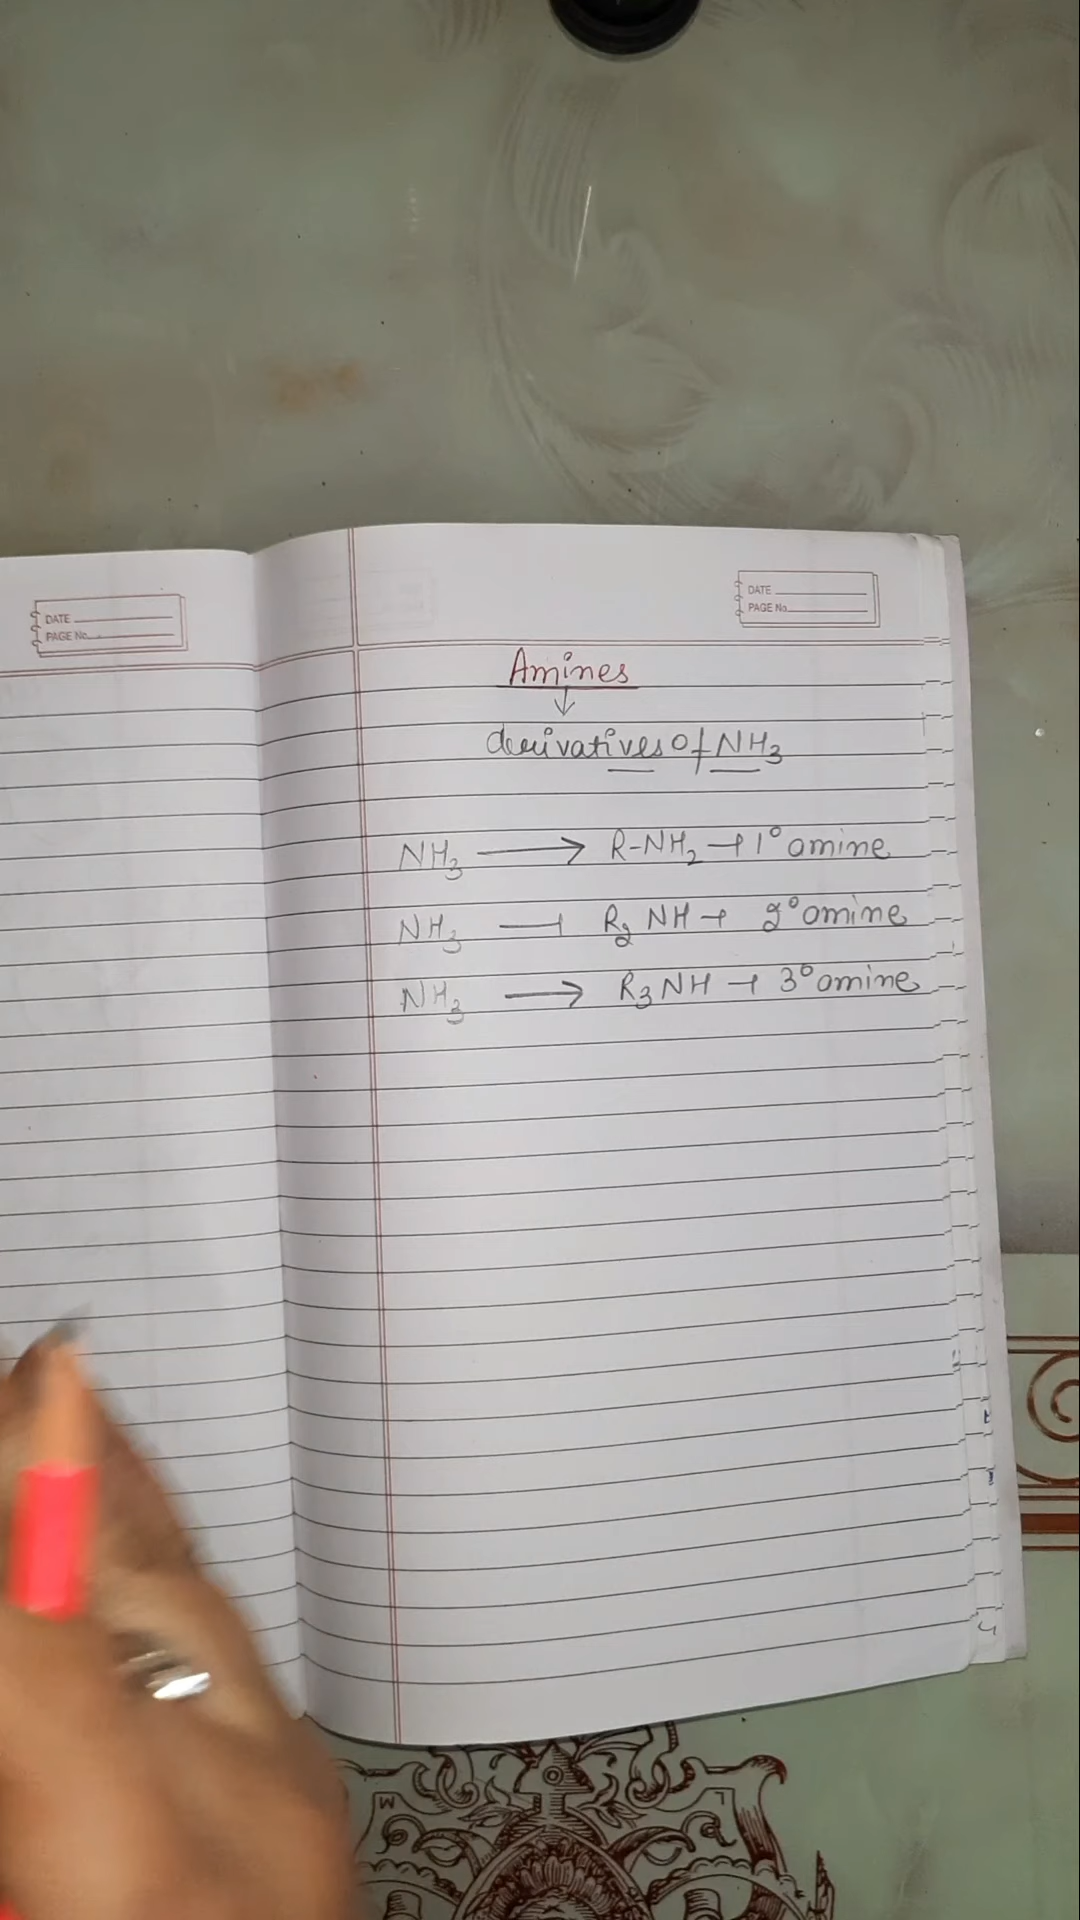 DATE
PAGE No.
DATE
PAGE No.
Amines
↓
derivatives of NH3
NH3 → R-NH2 → 1° amine
NH3 → R2 NH → 2° amine
NH3 → R3 NH → 3° amine